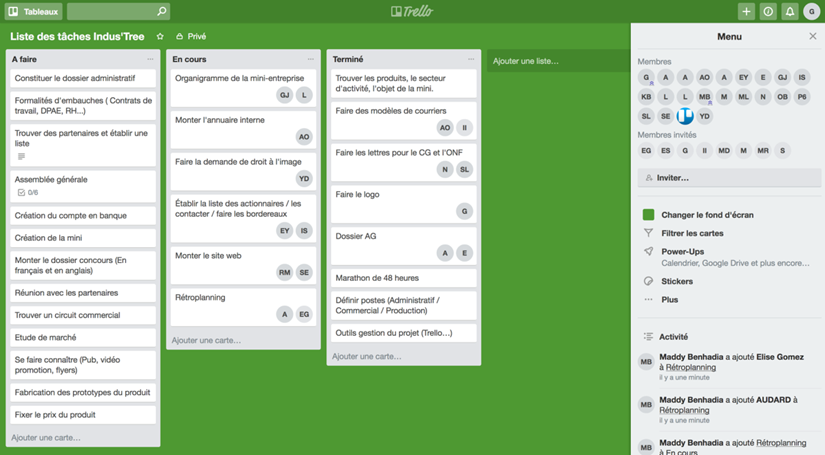 Tableaux
Trello
G
Liste des tâches Indus'Tree
Privé
A faire
Constituer le dossier administratif
Formalités d'embauches ( Contrats
de travail, DPAE, RH...)
Trouver des partenaires et établir une
liste
Assemblée générale
0/6
Création du compte en banque
Création de la mini
Monter le dossier concours (En
français et en anglais)
Réunion avec les partenaires
Trouver un circuit commercial
Etude de marché
Se faire connaître (Pub, vidéo
promotion, flyers)
Fabrication des prototypes du produit
Fixer le prix du produit
Ajouter une carte…
En cours
Organigramme de la mini-entreprise
GJ L
Monter l'annuaire interne
AO
Faire la demande de droit à l'image
YD
Établir la liste des actionnaires / les
contacter / faire les bordereaux
EY IS
Monter le site web
RM SE
Rétroplanning
A EG
Ajouter une carte…
Terminé
Trouver les produits, le secteur
d'activité, l'objet de la mini.
Faire des modèles de courriers
AO II
Faire les lettres pour le CG et l'ONF
N SL
Faire le logo
G
Dossier AG
A E
Marathon de 48 heures
Définir postes (Administratif /
Commercial / Production)
Outils gestion du projet (Trello…)
Ajouter une carte…
Ajouter une liste…
Menu
Membres
G A A AO A EY E GJ IS
KB L L MB M ML N OB P6
SL SE YD
Membres invités
EG ES G II MD M MR S
Inviter…
Changer le fond d'écran
Filtrer les cartes
Power-Ups
Calendrier, Google Drive et plus encore…
Stickers
Plus
Activité
MB Maddy Benhadia a ajouté Elise Gomez
à Rétroplanning
il y a une minute
MB Maddy Benhadia a ajouté AUDARD à
Rétroplanning
il y a une minute
MB Maddy Benhadia a ajouté Rétroplanning
à En cours